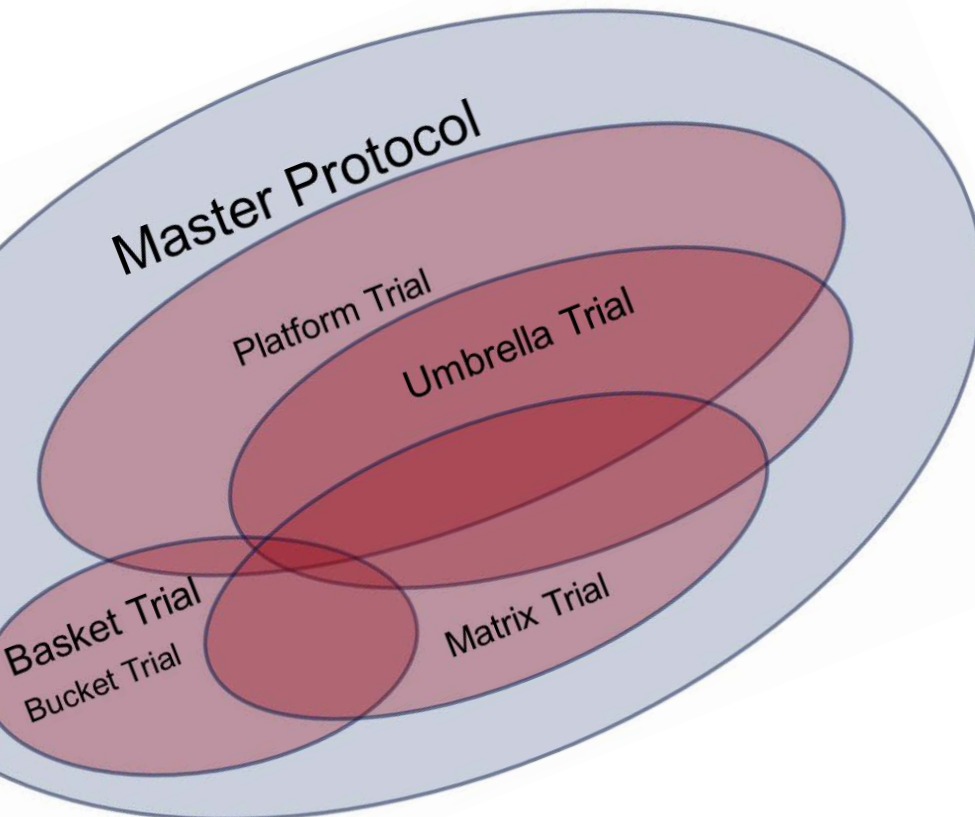 Master Protocol
Platform Trial
Umbrella Trial
Basket Trial
Bucket Trial
Matrix Trial